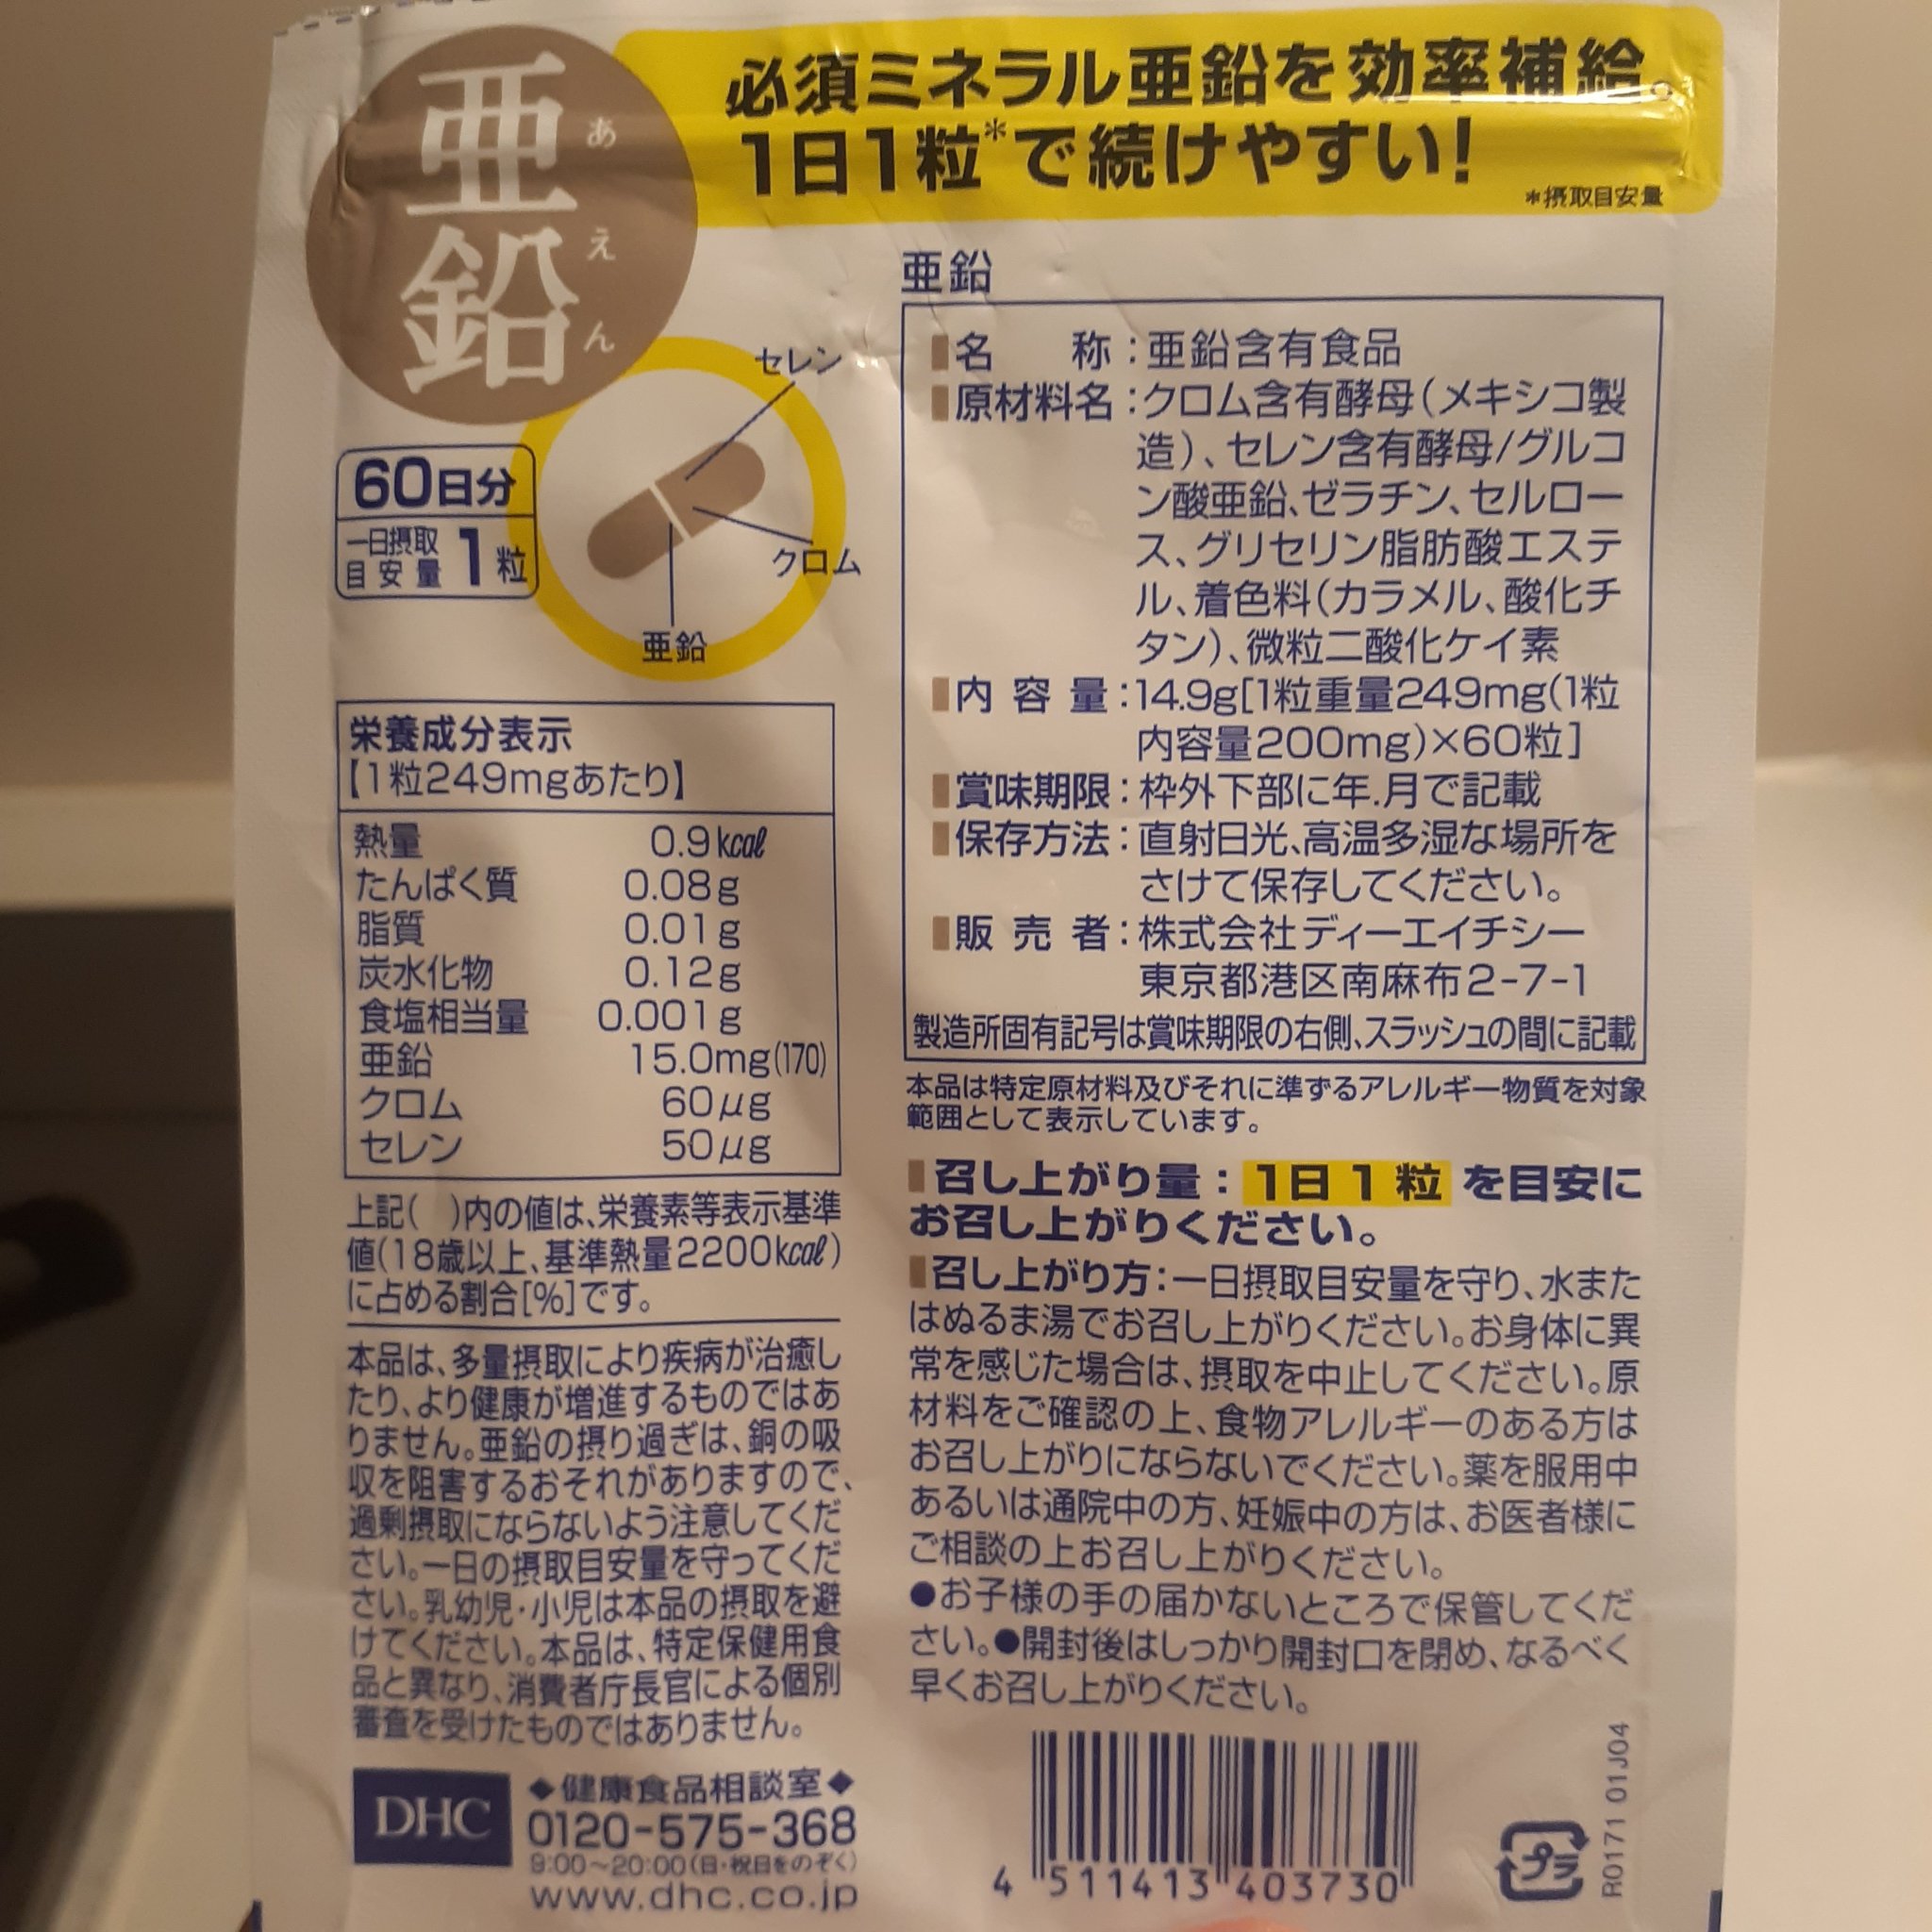 亜鉛
あえん
必須ミネラル亜鉛を効率補給。
1日1粒*で続けやすい!
*摂取目安量
60日分
一日摂取
目安量 1粒
セレン
クロム
亜鉛
栄養成分表示
【1粒249mgあたり】
熱量 0.9kcal
たんぱく質 0.08g
脂質 0.01g
炭水化物 0.12g
食塩相当量 0.001g
亜鉛 15.0mg(170)
クロム 60μg
セレン 50μg
上記( )内の値は、栄養素等表示基準
値(18歳以上、基準熱量2200kcal)
に占める割合[%]です。
本品は、多量摂取により疾病が治癒し
たり、より健康が増進するものではあ
りません。亜鉛の摂り過ぎは、銅の吸
収を阻害するおそれがありますので、
過剰摂取にならないよう注意してくだ
さい。一日の摂取目安量を守ってくだ
さい。乳幼児・小児は本品の摂取を避
けてください。本品は、特定保健用食
品と異なり、消費者庁長官による個別
審査を受けたものではありません。
DHC
◆健康食品相談室◆
0120-575-368
9:00〜20:00(日・祝日をのぞく)
www.dhc.co.jp
亜鉛
名 称:亜鉛含有食品
原材料名:クロム含有酵母(メキシコ製
造)、セレン含有酵母/グルコ
ン酸亜鉛、ゼラチン、セルロー
ス、グリセリン脂肪酸エステ
ル、着色料(カラメル、酸化チ
タン)、微粒二酸化ケイ素
内容量:14.9g[1粒重量249mg(1粒
内容量200mg)×60粒]
賞味期限:枠外下部に年.月で記載
保存方法:直射日光、高温多湿な場所を
さけて保存してください。
販売者:株式会社ディーエイチシー
東京都港区南麻布2-7-1
製造所固有記号は賞味期限の右側、スラッシュの間に記載
本品は特定原材料及びそれに準ずるアレルギー物質を対象
範囲として表示しています。
召し上がり量:1日1粒を目安に
お召し上がりください。
召し上がり方:一日摂取目安量を守り、水また
はぬるま湯でお召し上がりください。お身体に異
常を感じた場合は、摂取を中止してください。原
材料をご確認の上、食物アレルギーのある方は
お召し上がりにならないでください。薬を服用中
あるいは通院中の方、妊娠中の方は、お医者様に
ご相談の上お召し上がりください。
●お子様の手の届かないところで保管してくだ
さい。●開封後はしっかり開封口を閉め、なるべく
早くお召し上がりください。
4 511413 403730
プラ
R0171 01J04